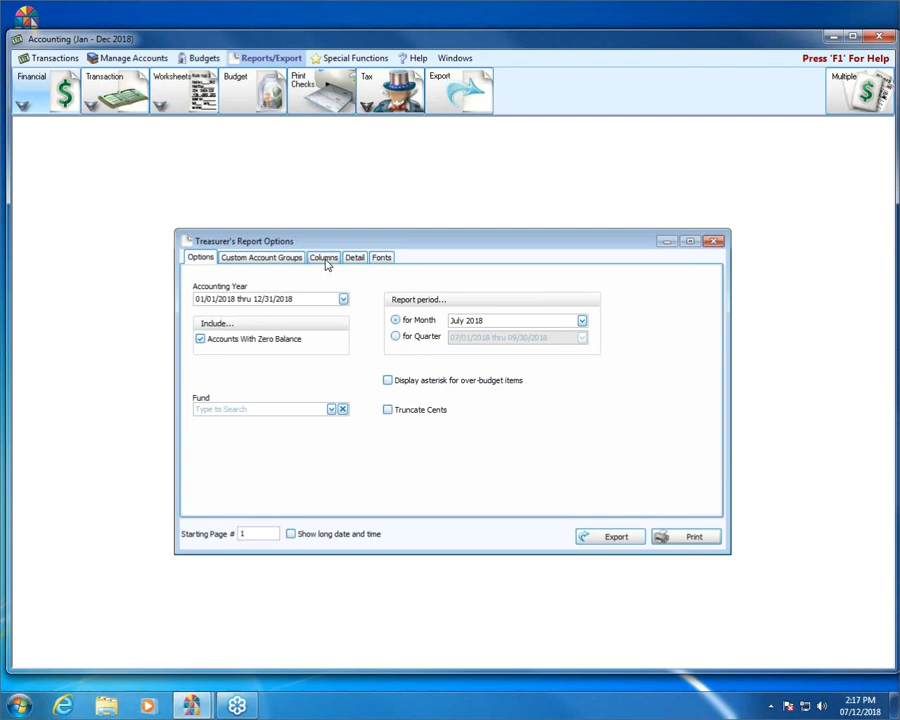 Accounting (Jan - Dec 2018)
Transactions Manage Accounts Budgets Reports/Export Special Functions Help Windows Press 'F1' For Help
Financial Transaction Worksheets Budget Print Checks Tax Export Multiple
Treasurer's Report Options
Options Custom Account Groups Columns Detail Fonts
Accounting Year
01/01/2018 thru 12/31/2018
Report period...
for Month July 2018
for Quarter 07/01/2018 thru 09/30/2018
Include...
Accounts With Zero Balance
Display asterisk for over-budget items
Fund
Type to Search
Truncate Cents
Starting Page # 1 Show long date and time Export Print
2:17 PM
07/12/2018